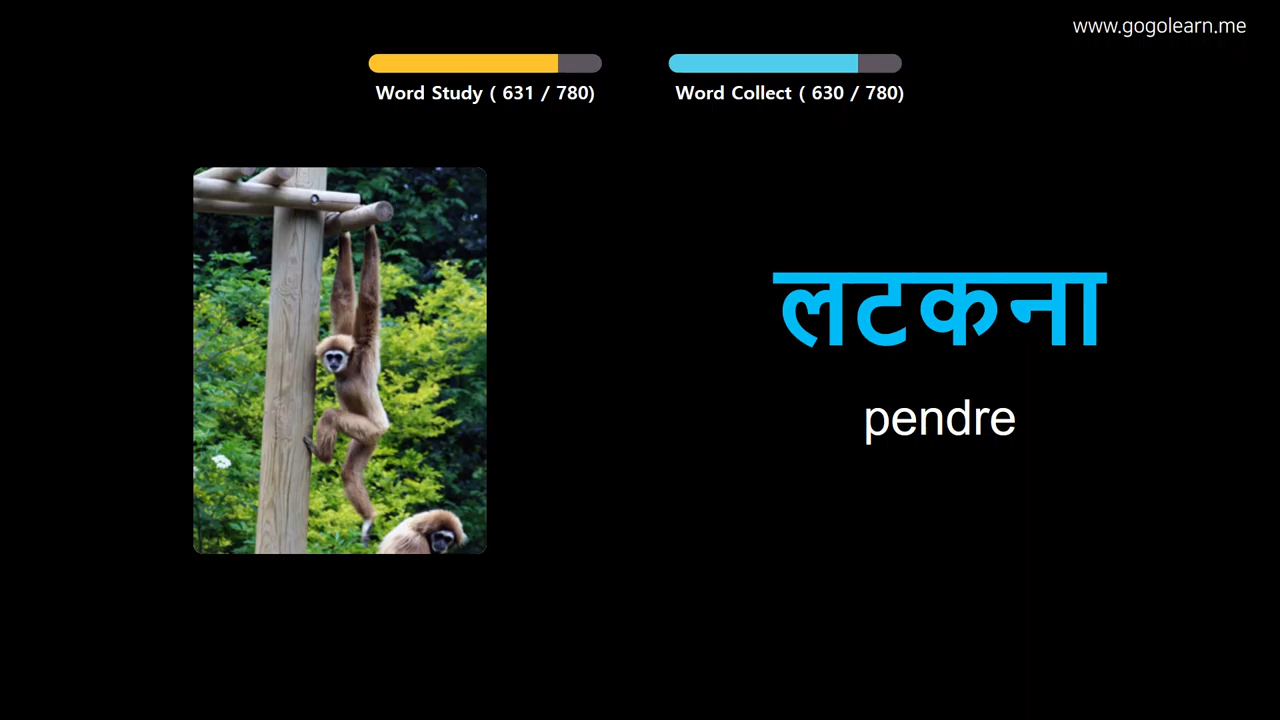 www.gogolearn.me
Word Study ( 631 / 780)
Word Collect ( 630 / 780)
लटकना
pendre